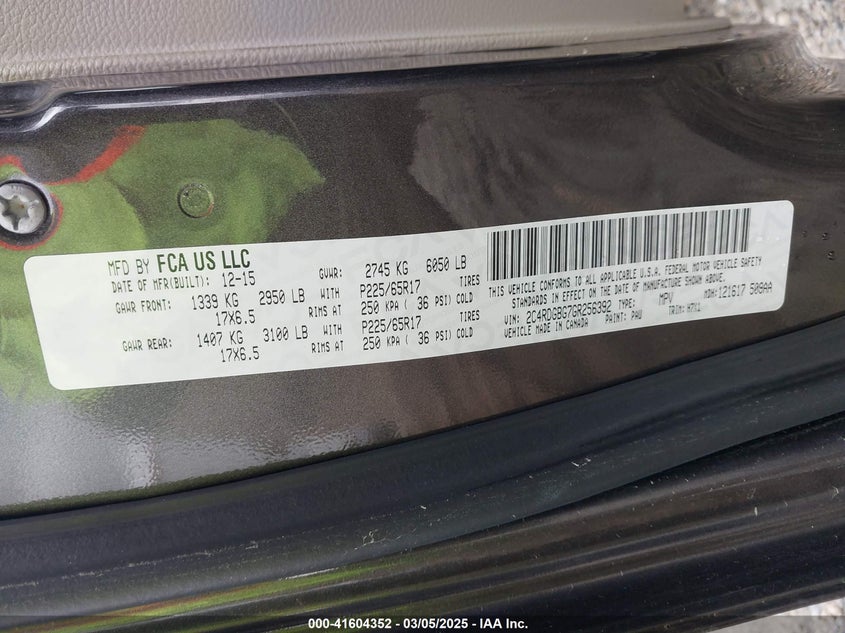 MFD BY FCA US LLC
DATE OF MFR(BUILT): 12-15 GVWR: 2745 KG 6050 LB
GAWR FRONT: 1339 KG 2950 LB WITH P225/65R17 TIRES
17X6.5 RIMS AT 250 KPA ( 36 PSI) COLD
GAWR REAR: 1407 KG 3100 LB WITH P225/65R17 TIRES
17X6.5 RIMS AT 250 KPA ( 36 PSI) COLD
THIS VEHICLE CONFORMS TO ALL APPLICABLE U.S.A. FEDERAL MOTOR VEHICLE SAFETY
STANDARDS IN EFFECT ON THE DATE OF MANUFACTURE SHOWN ABOVE.
VIN: 2C4RDGBG7GR256392 TYPE: MPV MDH: 121617 508AA
MADE IN CANADA PAINT: PAU TRIM:
000-41604352 - 03/05/2025 - IAA Inc.